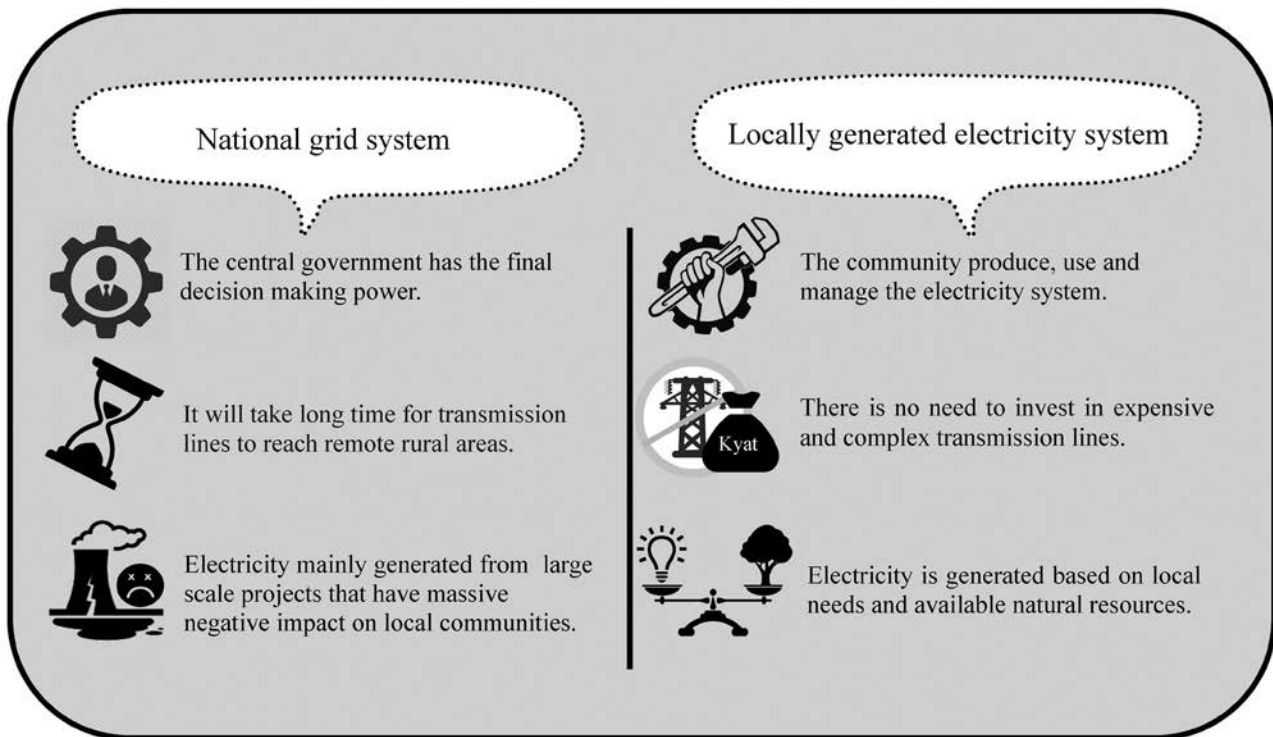 National grid system
The central government has the final
decision making power.
It will take long time for transmission
lines to reach remote rural areas.
Electricity mainly generated from large
scale projects that have massive
negative impact on local communities.
Locally generated electricity system
The community produce, use and
manage the electricity system.
There is no need to invest in expensive
and complex transmission lines.
Kyat
Electricity is generated based on local
needs and available natural resources.